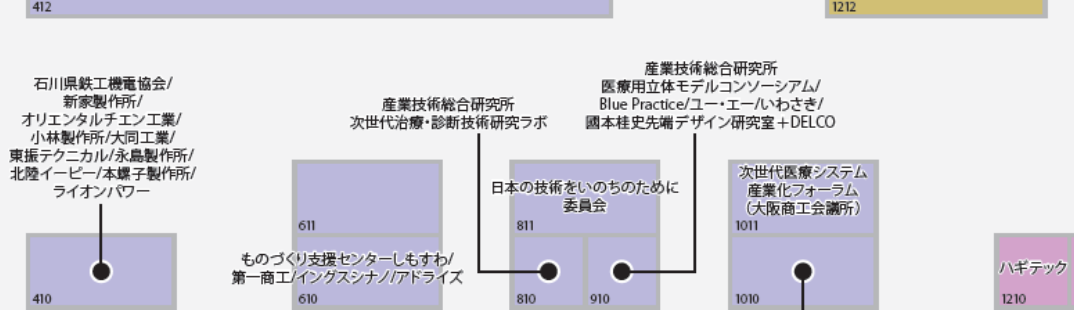 412
1212
石川県鉄工機電協会/
新家製作所/
オリエンタルチエン工業/
小林製作所/大同工業/
東振テクニカル/永島製作所/
北陸イーピー/本螺子製作所/
ライオンパワー
410
産業技術総合研究所
次世代治療・診断技術研究ラボ
産業技術総合研究所
医療用立体モデルコンソーシアム/
Blue Practice/ユー・エー/いわさき/
國本桂史先端デザイン研究室+DELCO
611
ものづくり支援センターしもすわ/
第一商工/イングスシナノ/アドライズ
610
日本の技術をいのちのために
委員会
811
810
910
次世代医療システム
産業化フォーラム
(大阪商工会議所)
1011
1010
ハギテック
1210